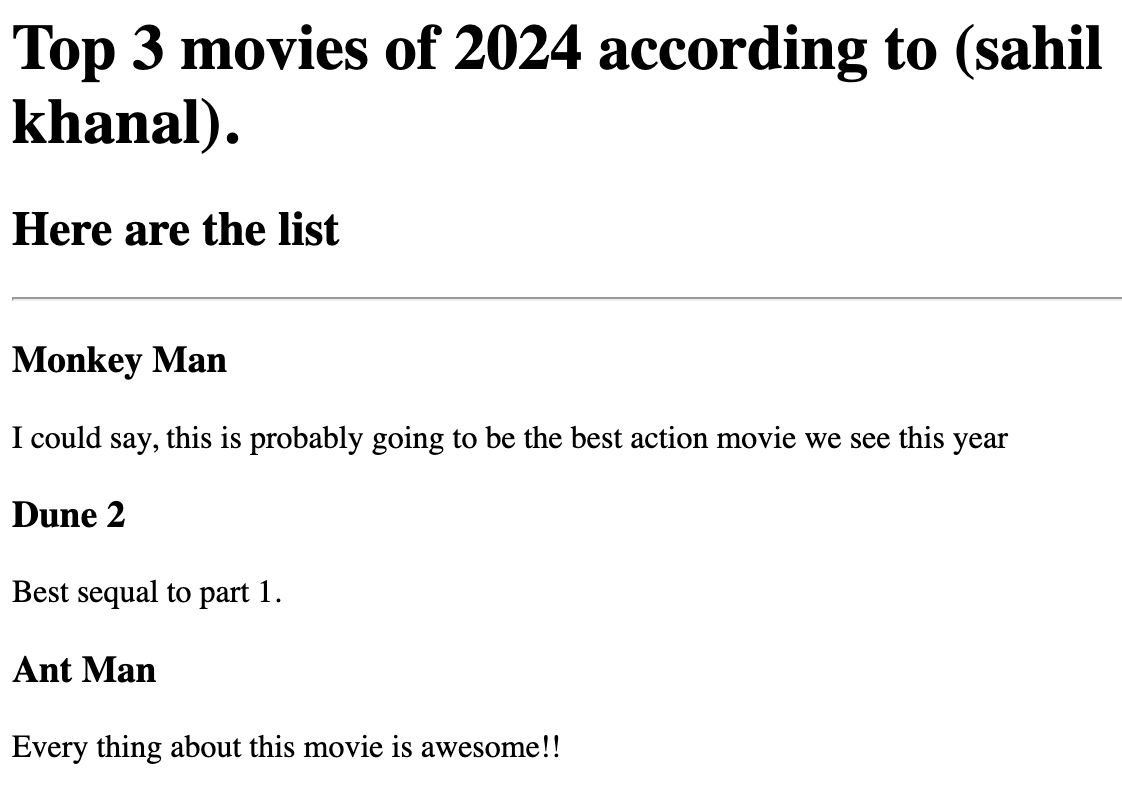 Top 3 movies of 2024 according to (sahil
khanal).
Here are the list
Monkey Man
I could say, this is probably going to be the best action movie we see this year
Dune 2
Best sequal to part 1.
Ant Man
Every thing about this movie is awesome!!